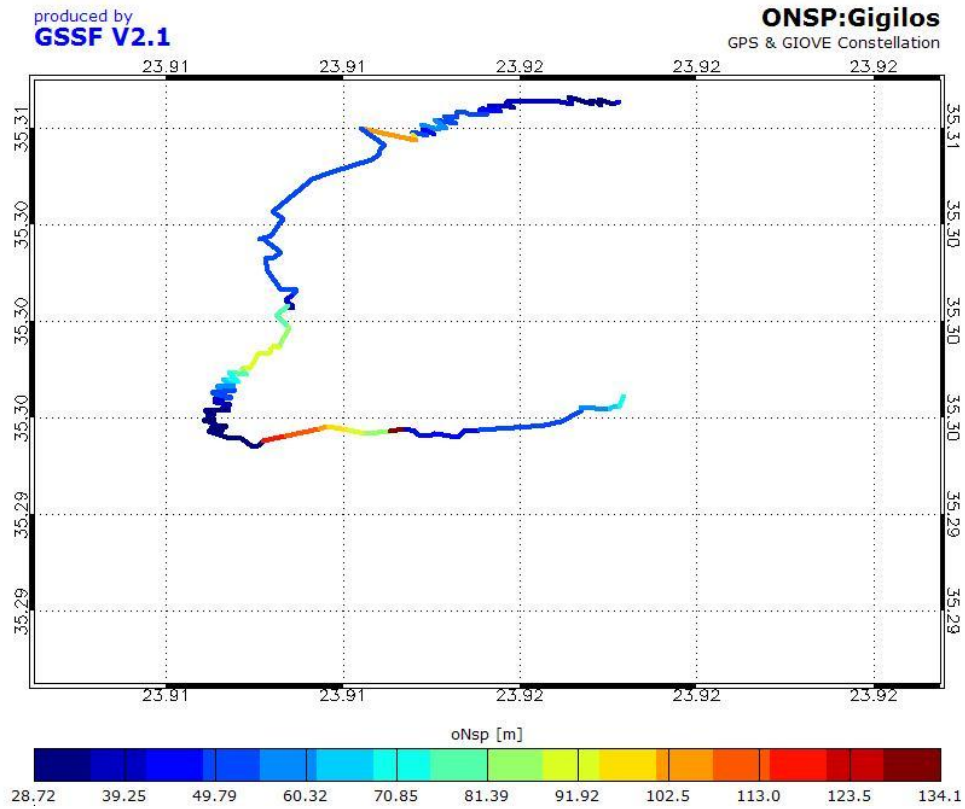 produced by
GSSF V2.1
ONSP:Gigilos
GPS & GIOVE Constellation
23.91 23.91 23.92 23.92 23.92
35.31 35.31
35.30 35.30
35.30 35.30
35.30 35.30
35.29 35.29
35.29 35.29
23.91 23.91 23.92 23.92 23.92
oNsp [m]
28.72 39.25 49.79 60.32 70.85 81.39 91.92 102.5 113.0 123.5 134.1